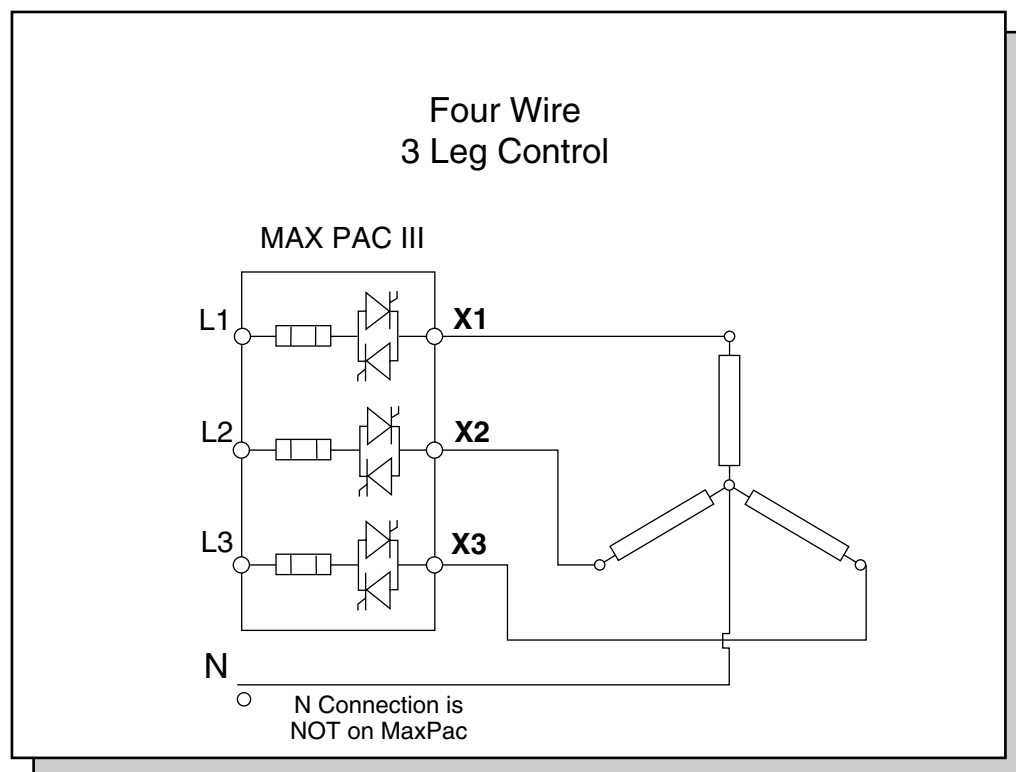 Four Wire
3 Leg Control
MAX PAC III
L1
X1
L2
X2
L3
X3
N
N Connection is
NOT on MaxPac